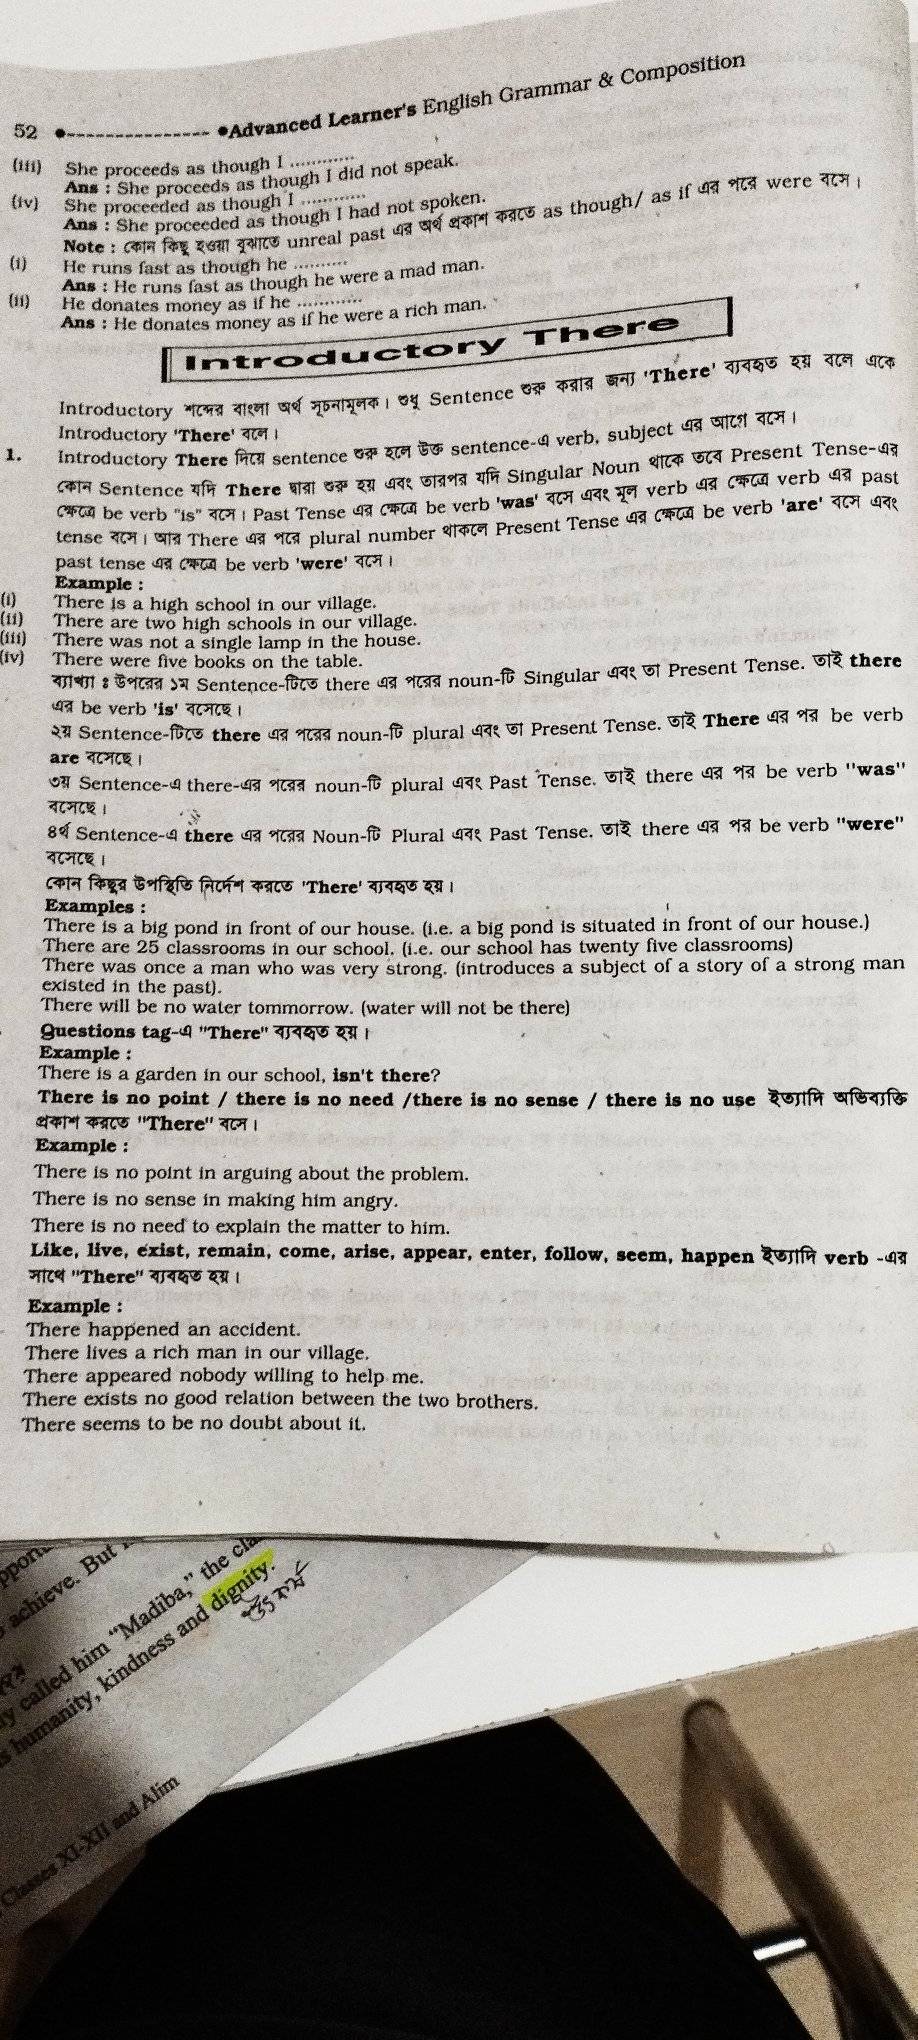 52 •---------------- •Advanced Learner's English Grammar & Composition
(iii) She proceeds as though I ............
Ans : She proceeds as though I did not speak.
(iv) She proceeded as though I ............
Ans : She proceeded as though I had not spoken.
Note : কোন কিছু হওয়া বুঝাতে unreal past এর অর্থ প্রকাশ করতে as though/ as if এর পরে were বসে।
(i) He runs fast as though he ..........
Ans : He runs fast as though he were a mad man.
(ii) He donates money as if he ............
Ans : He donates money as if he were a rich man.
Introductory There
Introductory শব্দের বাংলা অর্থ সূচনামূলক। শুধু Sentence শুরু করার জন্য 'There' ব্যবহৃত হয় বলে একে
Introductory 'There' বলে।
1. Introductory There দিয়ে sentence শুরু হলে উক্ত sentence-এ verb, subject এর আগে বসে।
কোন Sentence যদি There দ্বারা শুরু হয় এবং তারপর যদি Singular Noun থাকে তবে Present Tense-এর
ক্ষেত্রে be verb "is" বসে। Past Tense এর ক্ষেত্রে be verb 'was' বসে এবং মূল verb এর ক্ষেত্রে verb এর past
tense বসে। আর There এর পরে plural number থাকলে Present Tense এর ক্ষেত্রে be verb 'are' বসে এবং
past tense এর ক্ষেত্রে be verb 'were' বসে।
Example :
(i) There is a high school in our village.
(ii) There are two high schools in our village.
(iii) There was not a single lamp in the house.
(iv) There were five books on the table.
ব্যাখ্যা ঃ উপরের ১ম Sentence-টিতে there এর পরের noun-টি Singular এবং তা Present Tense. তাই there
এর be verb 'is' বসেছে।
২য় Sentence-টিতে there এর পরের noun-টি plural এবং তা Present Tense. তাই There এর পর be verb
are বসেছে।
৩য় Sentence-এ there-এর পরের noun-টি plural এবং Past Tense. তাই there এর পর be verb "was"
বসেছে।
৪র্থ Sentence-এ there এর পরের Noun-টি Plural এবং Past Tense. তাই there এর পর be verb "were"
বসেছে।
কোন কিছুর উপস্থিতি নির্দেশ করতে 'There' ব্যবহৃত হয়।
Examples :
There is a big pond in front of our house. (i.e. a big pond is situated in front of our house.)
There are 25 classrooms in our school. (i.e. our school has twenty five classrooms)
There was once a man who was very strong. (introduces a subject of a story of a strong man
existed in the past).
There will be no water tommorrow. (water will not be there)
Questions tag-এ "There" ব্যবহৃত হয়।
Example :
There is a garden in our school, isn't there?
There is no point / there is no need /there is no sense / there is no use ইত্যাদি অভিব্যক্তি
প্রকাশ করতে "There" বসে।
Example :
There is no point in arguing about the problem.
There is no sense in making him angry.
There is no need to explain the matter to him.
Like, live, exist, remain, come, arise, appear, enter, follow, seem, happen ইত্যাদি verb -এর
সাথে "There" ব্যবহৃত হয়।
Example :
There happened an accident.
There lives a rich man in our village.
There appeared nobody willing to help me.
There exists no good relation between the two brothers.
There seems to be no doubt about it.
achieve. But
called him "Madiba," the
humanity, kindness and dignity.
Classes XI-XII and Alim